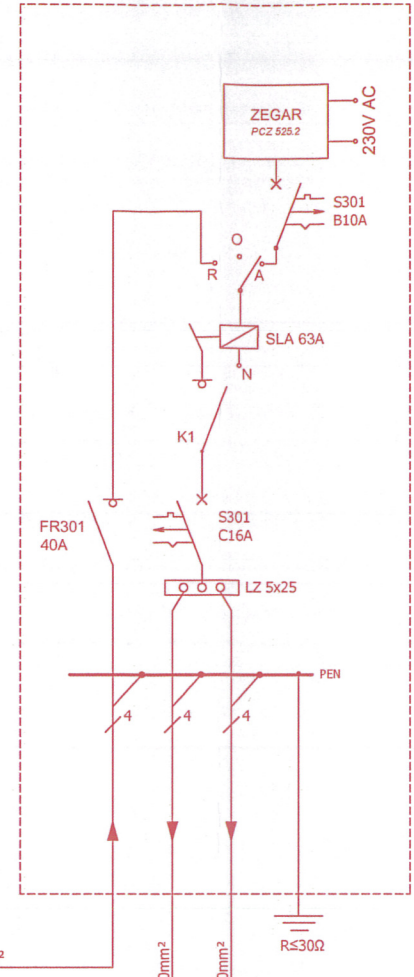 ZEGAR
PCZ 525.2
230V AC
S301
B10A
O
R
A
SLA 63A
N
K1
FR301
40A
S301
C16A
LZ 5x25
PEN
4
4
4
R≤30Ω